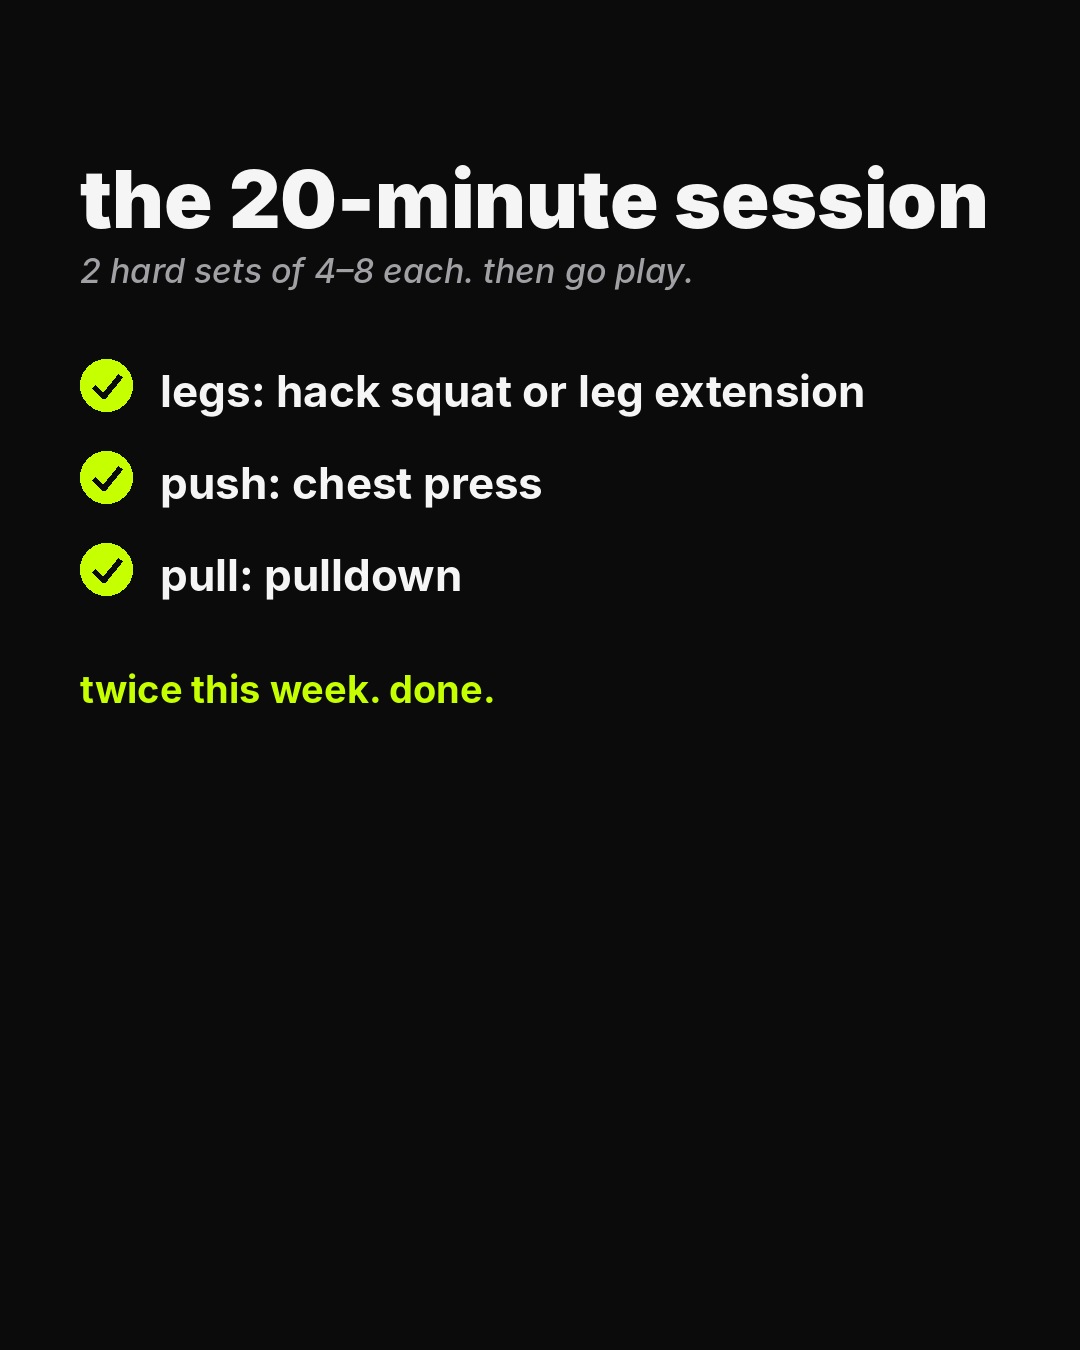 the 20-minute session
2 hard sets of 4–8 each. then go play.
legs: hack squat or leg extension
push: chest press
pull: pulldown
twice this week. done.